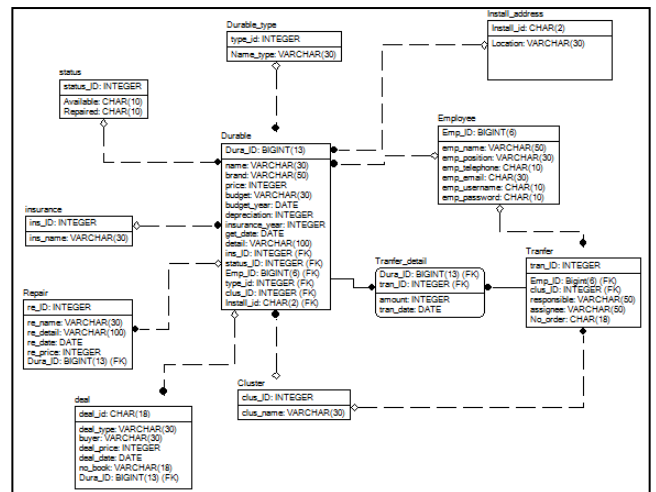 Durable_type
type_id: INTEGER
Name_type: VARCHAR(30)
Install_address
Install_id: CHAR(2)
Location: VARCHAR(30)
status
status_ID: INTEGER
Available: CHAR(10)
Repaired: CHAR(10)
Durable
Dura_ID: BIGINT(13)
name: VARCHAR(30)
brand: VARCHAR(50)
price: INTEGER
budget: VARCHAR(30)
budget_year: DATE
depreciation: INTEGER
insurance_year: INTEGER
get_date: DATE
detail: VARCHAR(100)
ins_ID: INTEGER (FK)
status_ID: INTEGER (FK)
Emp_ID: BIGINT(6) (FK)
type_id: INTEGER (FK)
clus_ID: INTEGER (FK)
Install_id: CHAR(2) (FK)
Employee
Emp_ID: BIGINT(6)
emp_name: VARCHAR(50)
emp_position: VARCHAR(30)
emp_telephone: CHAR(10)
emp_email: CHAR(30)
emp_username: CHAR(10)
emp_password: CHAR(10)
insurance
ins_ID: INTEGER
ins_name: VARCHAR(30)
Repair
re_ID: INTEGER
re_name: VARCHAR(30)
re_detail: VARCHAR(100)
re_date: DATE
re_price: INTEGER
Dura_ID: BIGINT(13) (FK)
Tranfer_detail
Dura_ID: BIGINT(13) (FK)
tran_ID: INTEGER (FK)
amount: INTEGER
tran_date: DATE
Tranfer
tran_ID: INTEGER
Emp_ID: Bigint(6) (FK)
clus_ID: INTEGER (FK)
responsible: VARCHAR(50)
assignee: VARCHAR(50)
No_order: CHAR(18)
deal
deal_id: CHAR(18)
deal_type: VARCHAR(30)
buyer: VARCHAR(30)
deal_price: INTEGER
deal_date: DATE
no_book: VARCHAR(18)
Dura_ID: BIGINT(13) (FK)
Cluster
clus_ID: INTEGER
clus_name: VARCHAR(30)